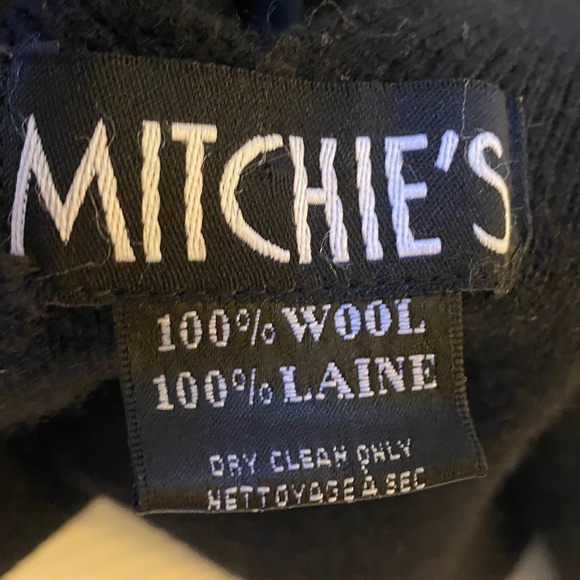 MITCHIE'S
100% WOOL
100% LAINE
DRY CLEAN ONLY
NETTOYAGE A SEC